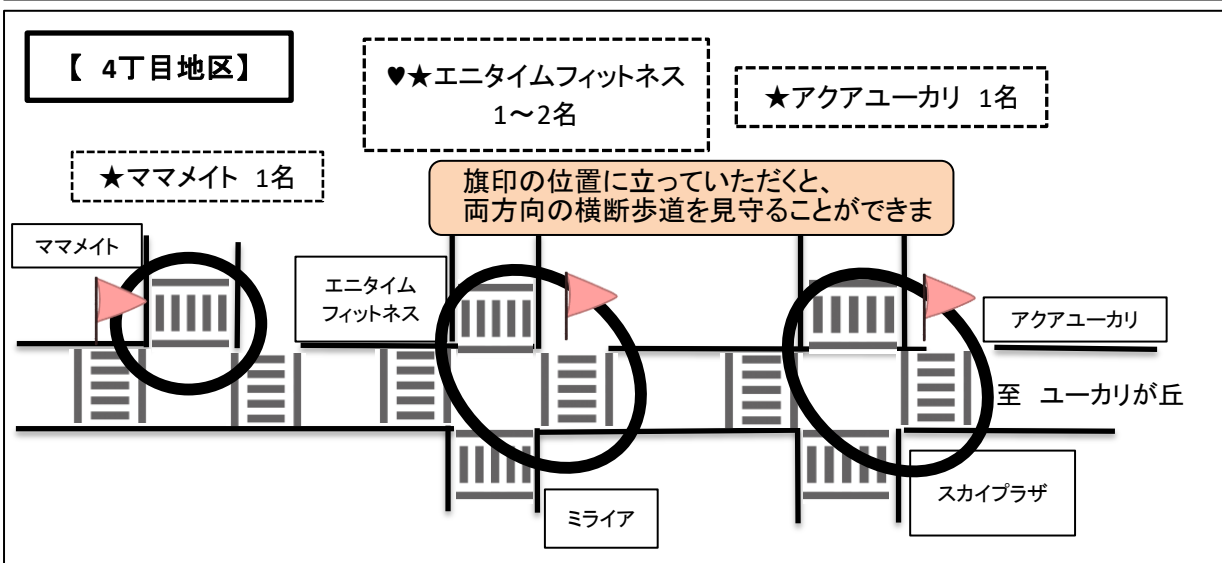 【 4丁目地区】
♥★エニタイムフィットネス
1~2名
★アクアユーカリ 1名
★ママメイト 1名
旗印の位置に立っていただくと、
両方向の横断歩道を見守ることができま
ママメイト
エニタイム
フィットネス
アクアユーカリ
至 ユーカリが丘
スカイプラザ
ミライア